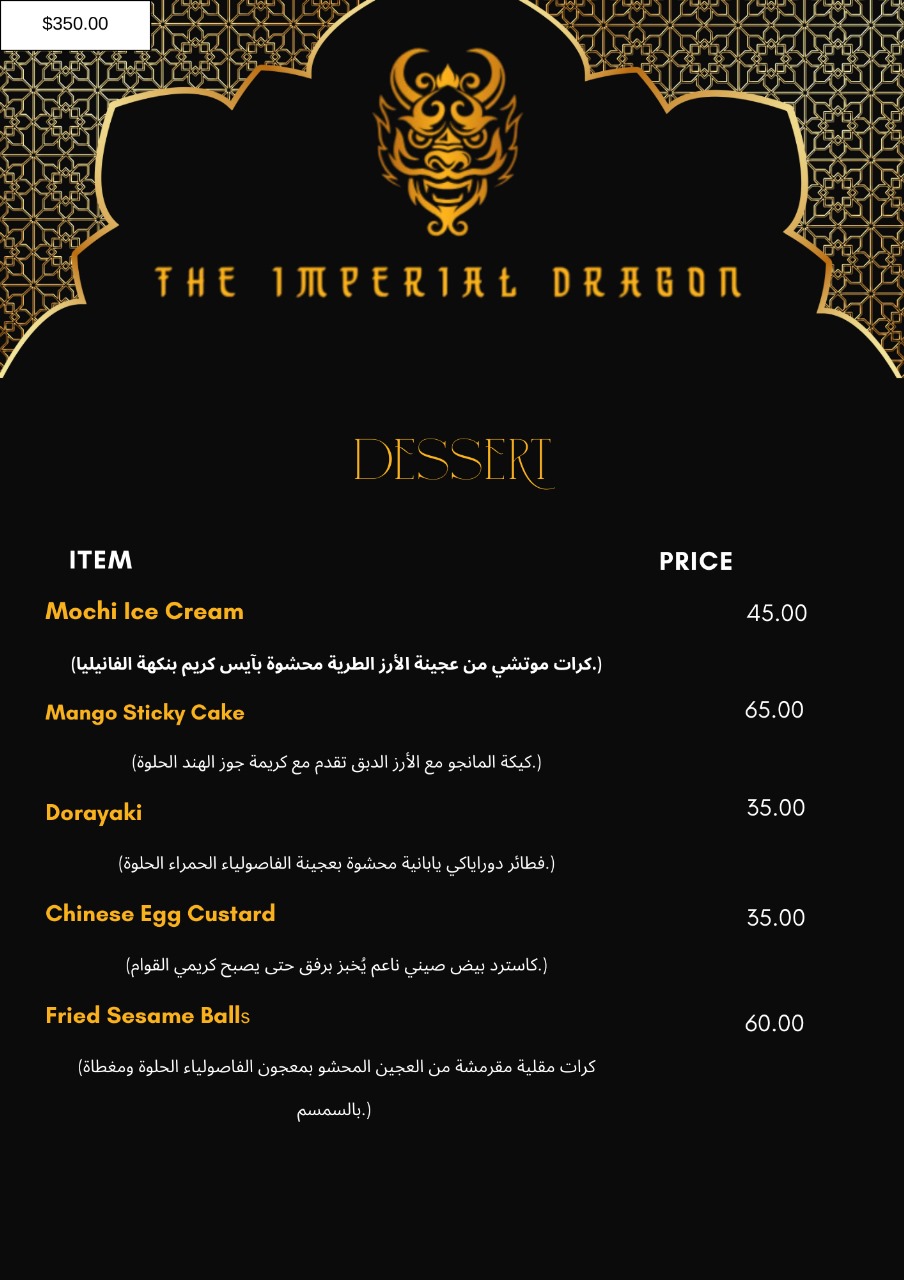 $350.00
THE IMPERIAL DRAGON
DESSERT
ITEM PRICE
Mochi Ice Cream 45.00
(كرات موتشي من عجينة الأرز الطرية محشوة بآيس كريم بنكهة الفانيليا.)
Mango Sticky Cake 65.00
(كيكة المانجو مع الأرز الدبق تقدم مع كريمة جوز الهند الحلوة.)
Dorayaki 35.00
(فطائر دوراياكي يابانية محشوة بعجينة الفاصولياء الحمراء الحلوة.)
Chinese Egg Custard 35.00
(كاسترد بيض صيني ناعم يُخبز برفق حتى يصبح كريمي القوام.)
Fried Sesame Balls 60.00
كرات مقلية مقرمشة من العجين المحشو بمعجون الفاصولياء الحلوة ومغطاة)
(.بالسمسم